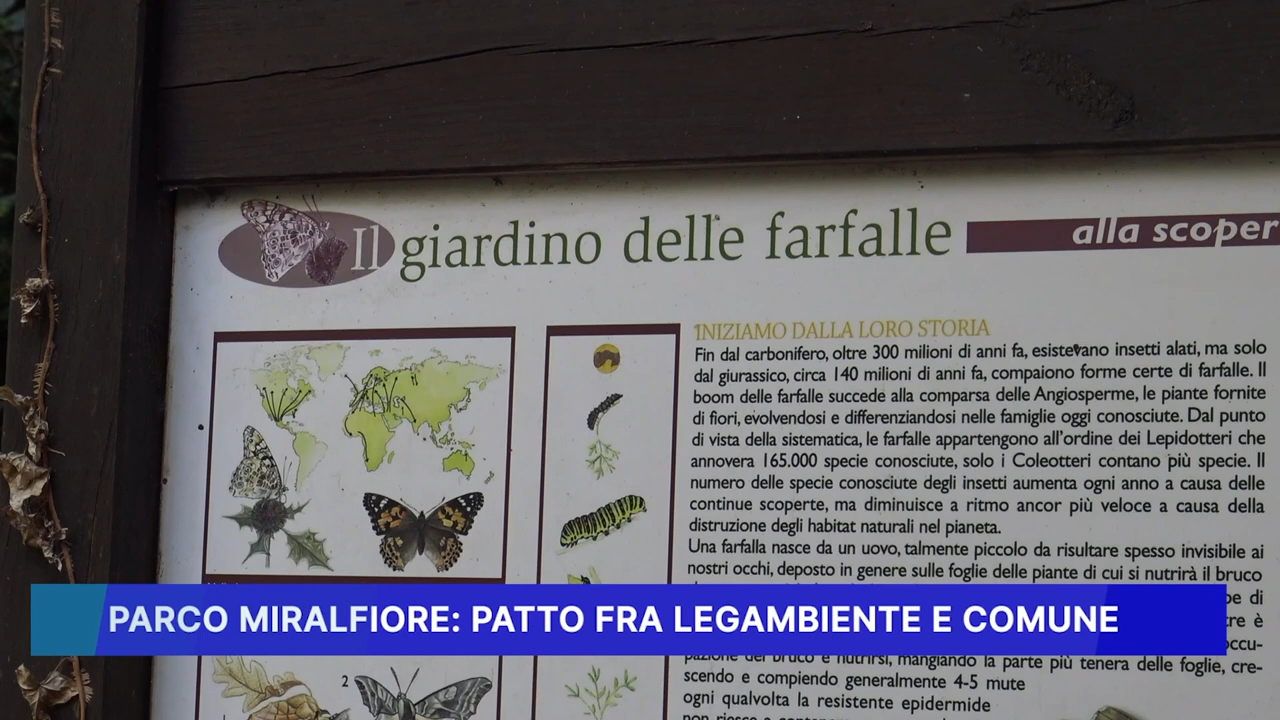 Il giardino delle farfalle
alla scoper
INIZIAMO DALLA LORO STORIA
Fin dal carbonifero, oltre 300 milioni di anni fa, esistevano insetti alati, ma solo
dal giurassico, circa 140 milioni di anni fa, compaiono forme certe di farfalle. Il
boom delle farfalle succede alla comparsa delle Angiosperme, le piante fornite
di fiori, evolvendosi e differenziandosi nelle famiglie oggi conosciute. Dal punto
di vista della sistematica, le farfalle appartengono all'ordine dei Lepidotteri che
annovera 165.000 specie conosciute, solo i Coleotteri contano più specie. Il
numero delle specie conosciute degli insetti aumenta ogni anno a causa delle
continue scoperte, ma diminuisce a ritmo ancor più veloce a causa della
distruzione degli habitat naturali nel pianeta.
Una farfalla nasce da un uovo, talmente piccolo da risultare spesso invisibile ai
nostri occhi, deposto in genere sulle foglie delle piante di cui si nutrirà il bruco
di
è
occu-
PARCO MIRALFIORE: PATTO FRA LEGAMBIENTE E COMUNE
pazione del bruco è nutrirsi, mangiando la parte più tenera delle foglie, cre-
scendo e compiendo generalmente 4-5 mute
ogni qualvolta la resistente epidermide
non riesce a
2